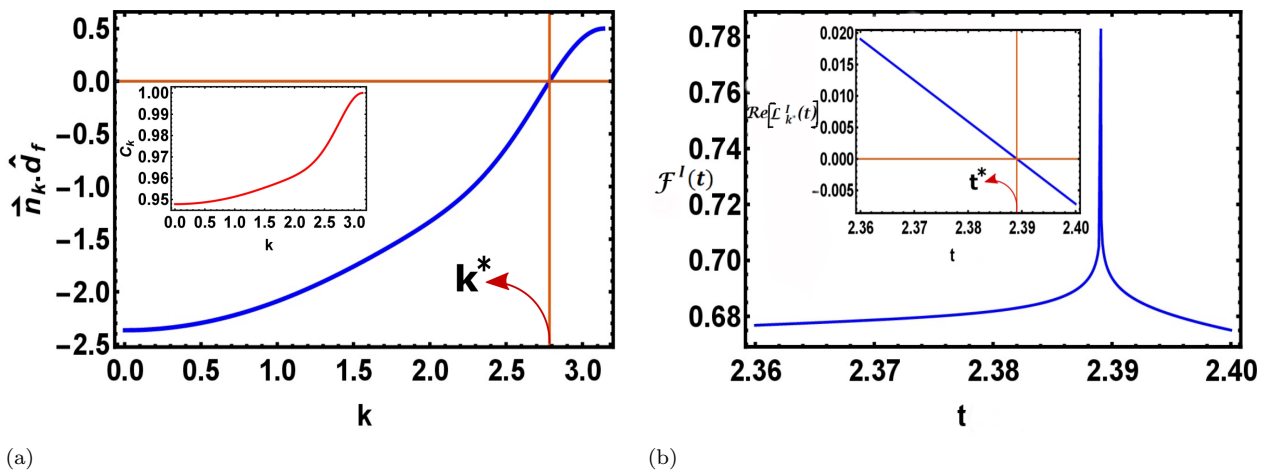 0.5
0.0
−0.5
−1.0
−1.5
−2.0
−2.5
n⃗_k.d̂_f
0.0 0.5 1.0 1.5 2.0 2.5 3.0
k
k*
1.00
0.99
0.98
0.97
0.96
0.95
C_k
0.0 0.5 1.0 1.5 2.0 2.5 3.0
k
(a)
0.78
0.76
0.74
0.72
0.70
0.68
ℱ^I(t)
2.36 2.37 2.38 2.39 2.40
t
0.020
0.015
0.010
0.005
0.000
−0.005
Re[ℒ^I_k*(t)]
t*
2.36 2.37 2.38 2.39 2.40
t
(b)